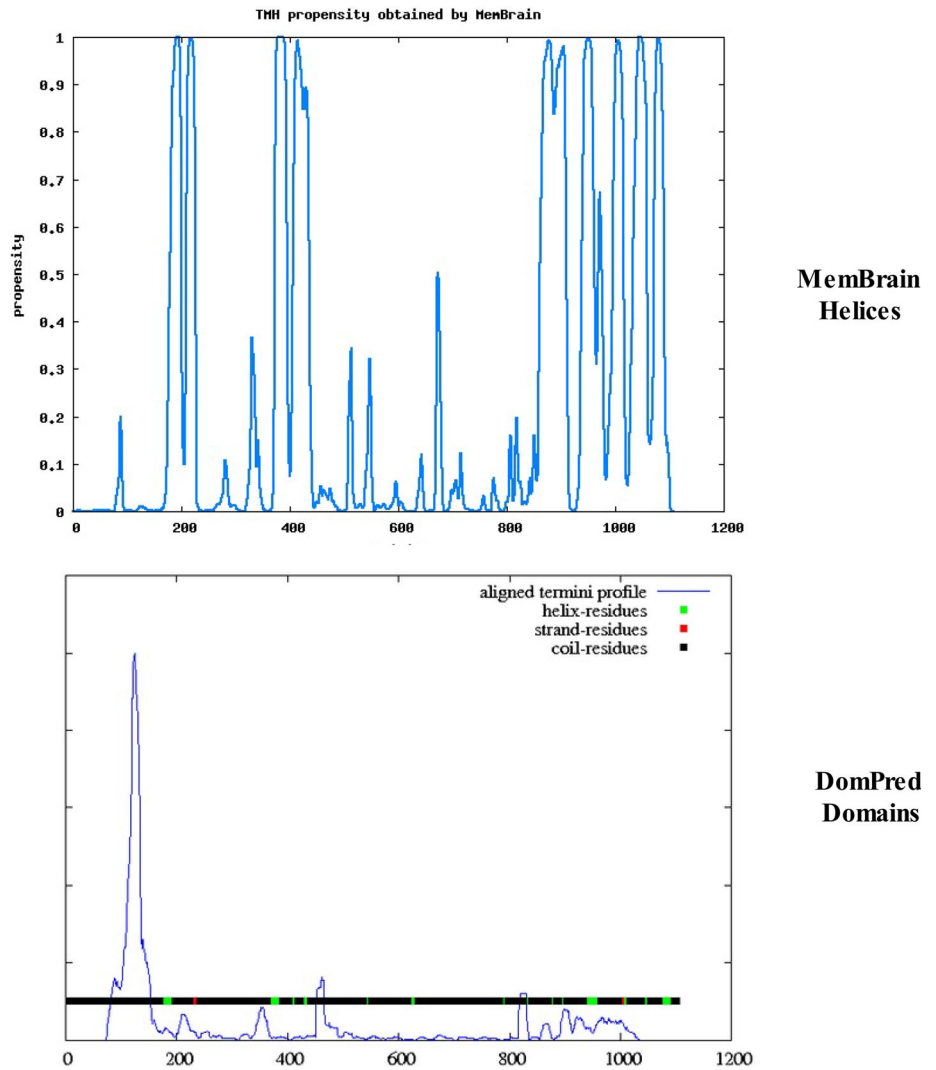 TMH propensity obtained by MemBrain
1
0.9
0.8
0.7
0.6
0.5
0.4
0.3
0.2
0.1
0
propensity
0 200 400 600 800 1000 1200
MemBrain
Helices
aligned termini profile
helix-residues
strand-residues
coil-residues
0 200 400 600 800 1000 1200
DomPred
Domains